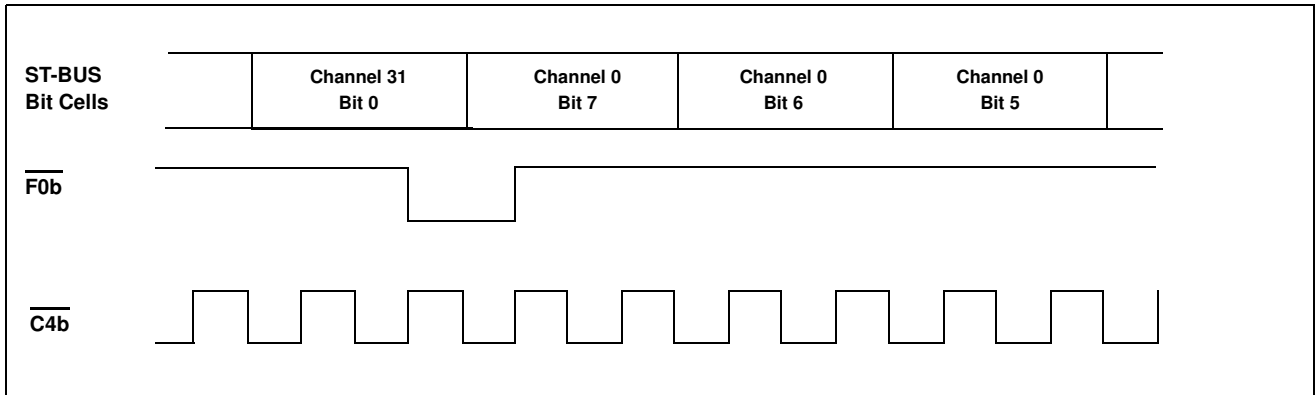 ST-BUS
Bit Cells
Channel 31
Bit 0
Channel 0
Bit 7
Channel 0
Bit 6
Channel 0
Bit 5
F0b
C4b